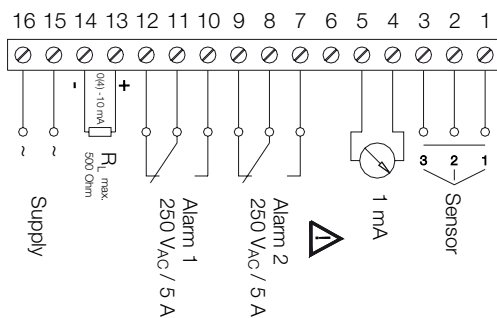 16 15 14 13 12 11 10 9 8 7 6 5 4 3 2 1
- +
0(4) -10 mA
~ ~
3 2 1
Supply
RL max.
500 Ohm
Alarm 1
250 VAC / 5 A
Alarm 2
250 VAC / 5 A
!
1 mA
Sensor